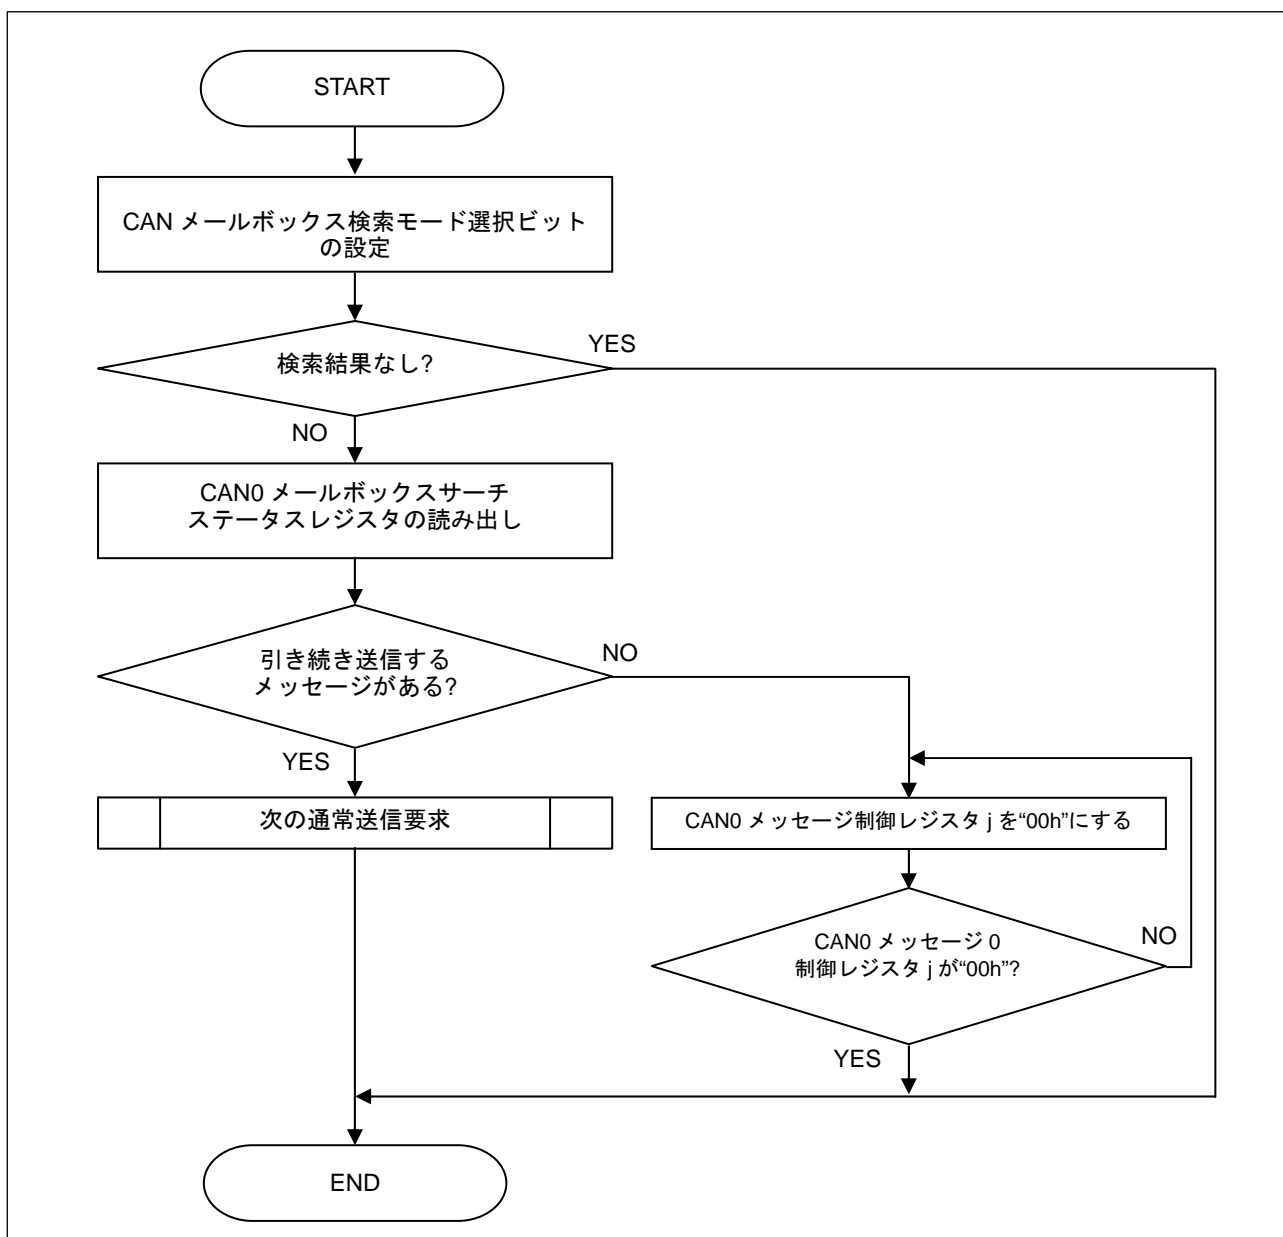 START
CAN メールボックス検索モード選択ビット
の設定
検索結果なし?
YES
NO
CAN0 メールボックスサーチ
ステータスレジスタの読み出し
引き続き送信する
メッセージがある?
NO
YES
次の通常送信要求
CAN0 メッセージ制御レジスタ j を“00h”にする
CAN0 メッセージ 0
制御レジスタ j が“00h”?
NO
YES
END